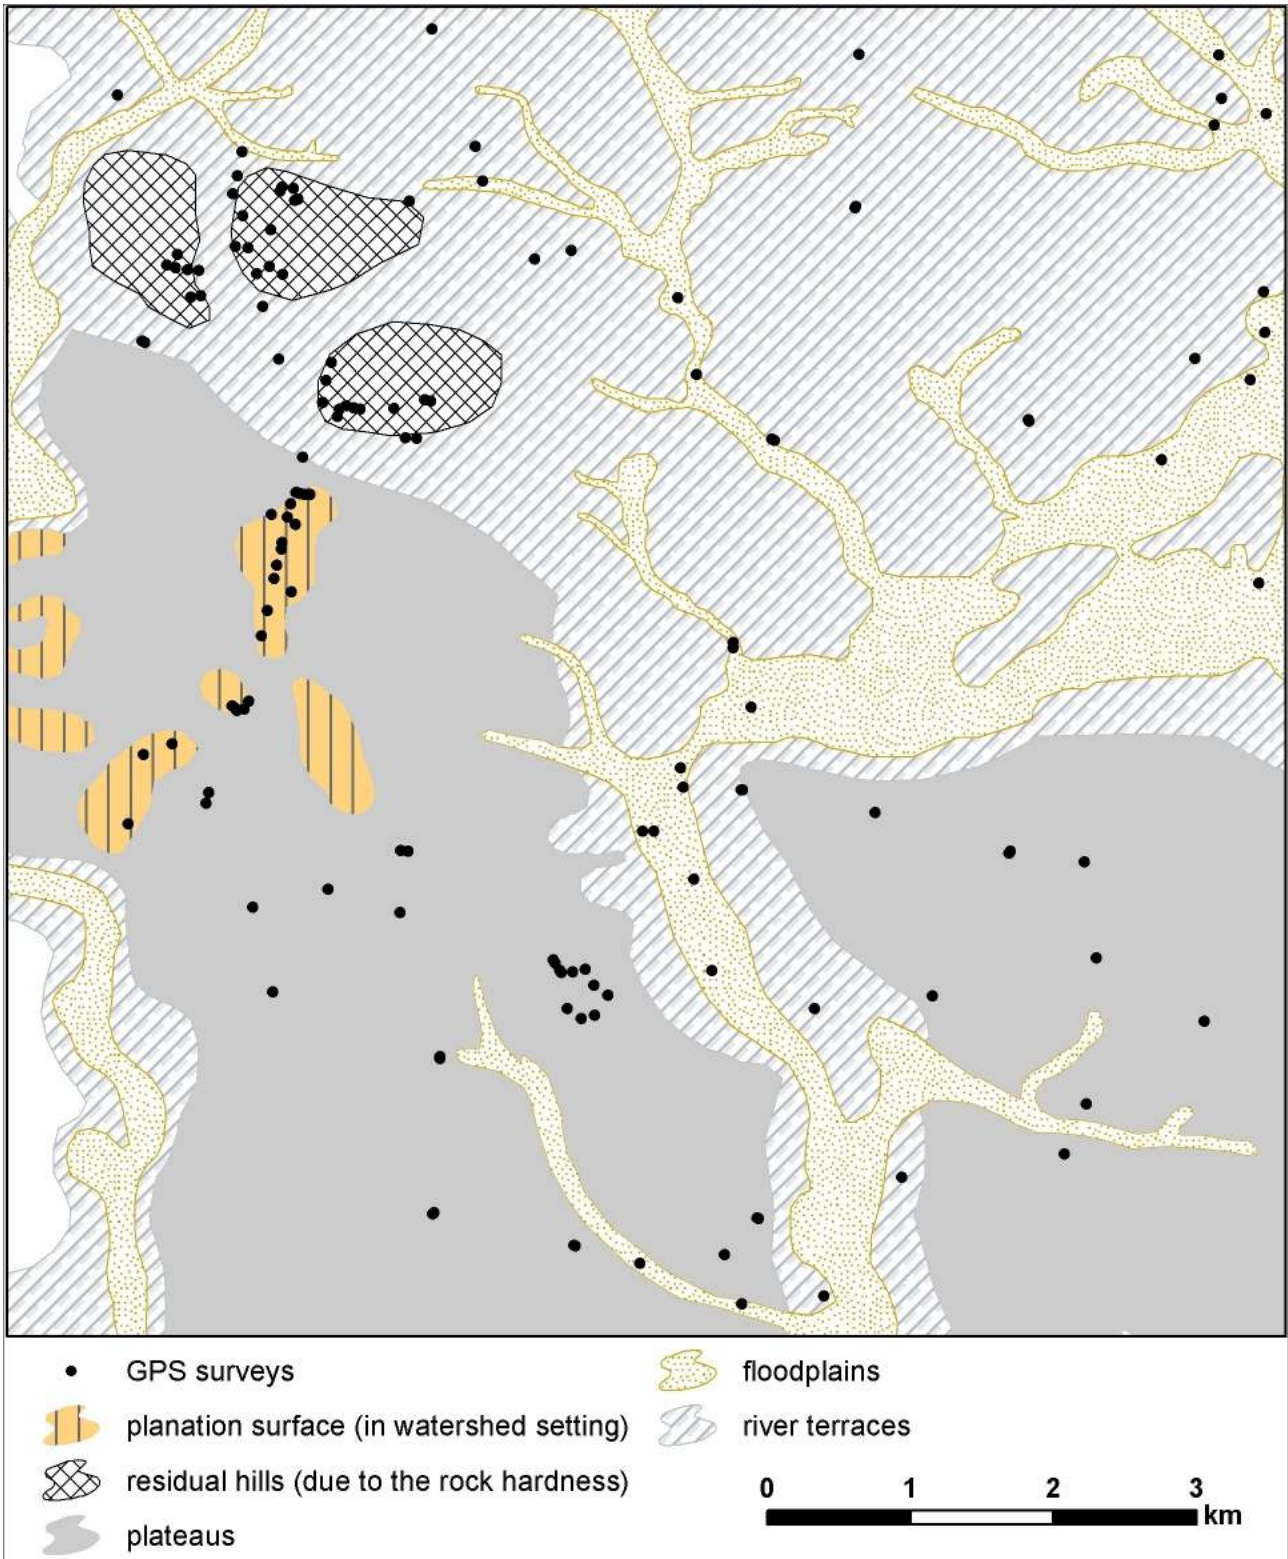 GPS surveys
planation surface (in watershed setting)
residual hills (due to the rock hardness)
plateaus
floodplains
river terraces
0 1 2 3
km